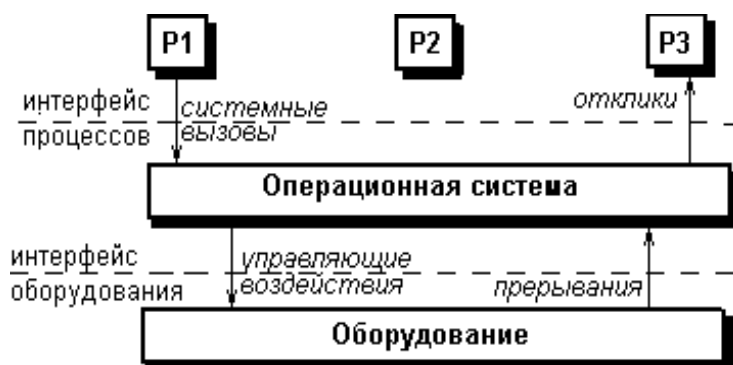 P1 P2 P3
интерфейс системные отклики
процессов вызовы
Операционная система
интерфейс управляющие
оборудования воздействия прерывания
Оборудование